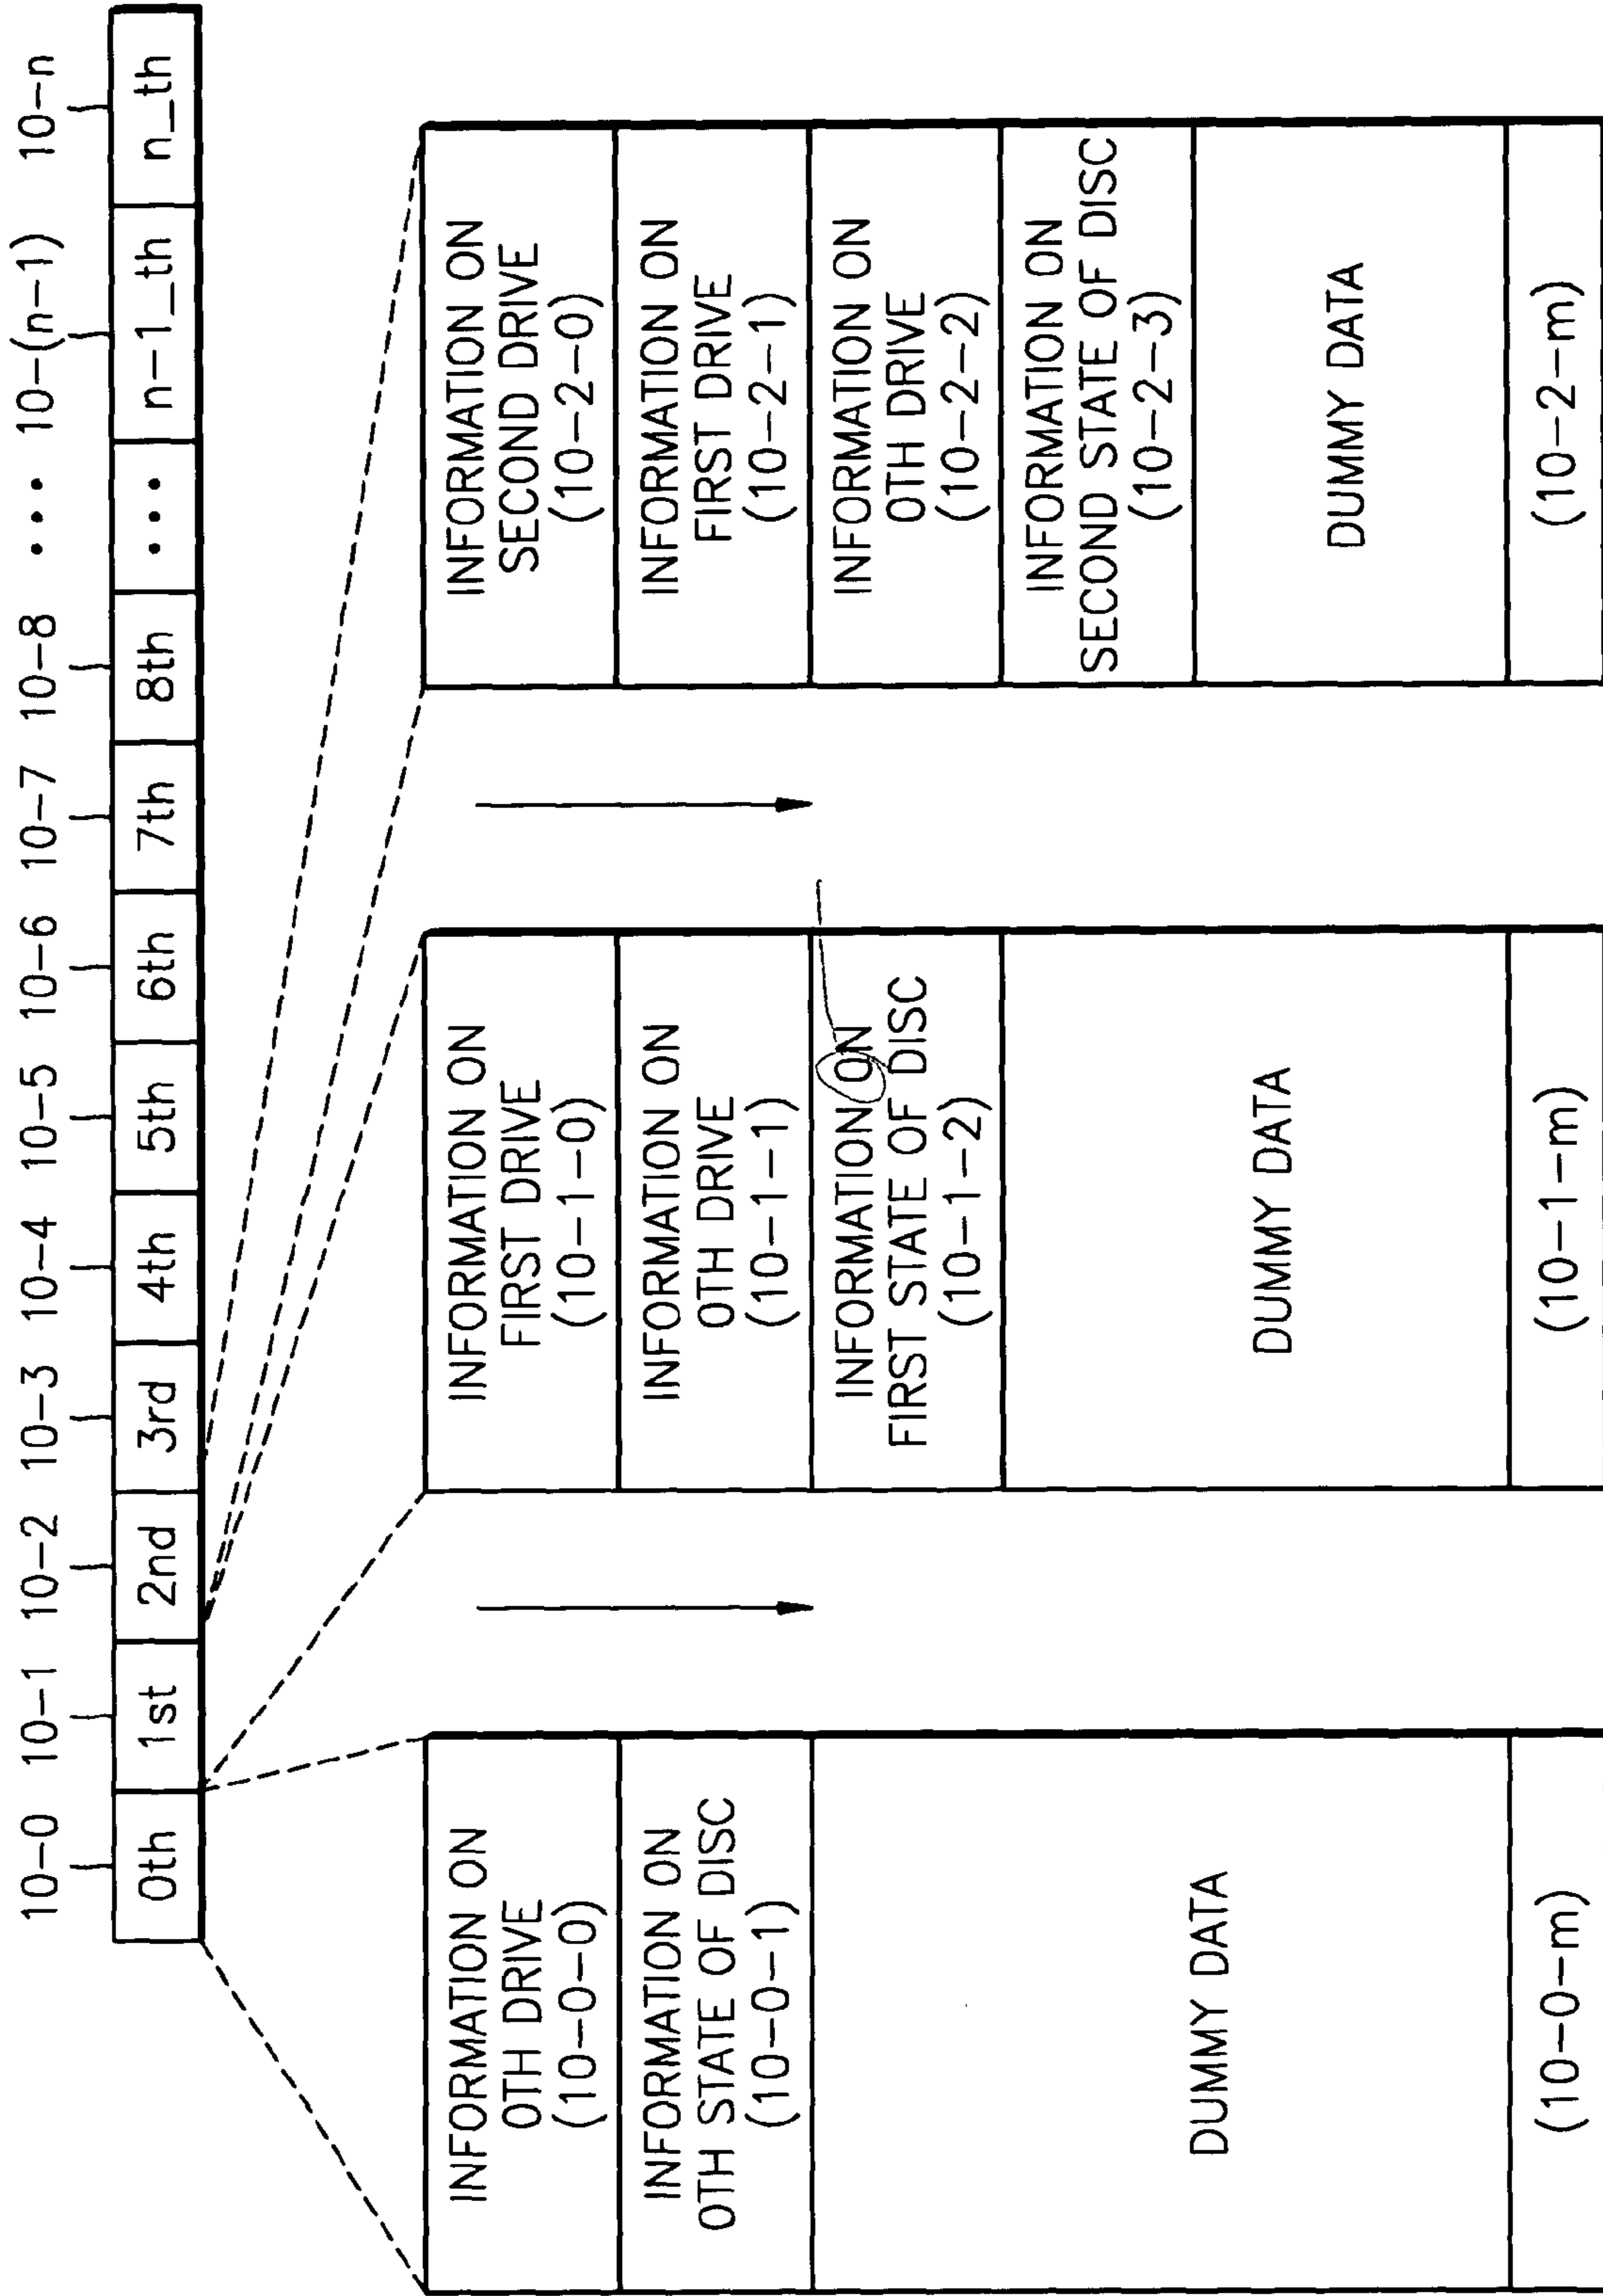 10-0 10-1 10-2 10-3 10-4 10-5 10-6 10-7 10-8 ••• 10-(n-1) 10-n
0th 1st 2nd 3rd 4th 5th 6th 7th 8th ••• n-1_th n_th
INFORMATION ON
0TH DRIVE
(10-0-0)
INFORMATION ON
0TH STATE OF DISC
(10-0-1)
DUMMY DATA
(10-0-m)
INFORMATION ON
FIRST DRIVE
(10-1-0)
INFORMATION ON
0TH DRIVE
(10-1-1)
INFORMATION ON
FIRST STATE OF DISC
(10-1-2)
DUMMY DATA
(10-1-m)
INFORMATION ON
SECOND DRIVE
(10-2-0)
INFORMATION ON
FIRST DRIVE
(10-2-1)
INFORMATION ON
0TH DRIVE
(10-2-2)
INFORMATION ON
SECOND STATE OF DISC
(10-2-3)
DUMMY DATA
(10-2-m)